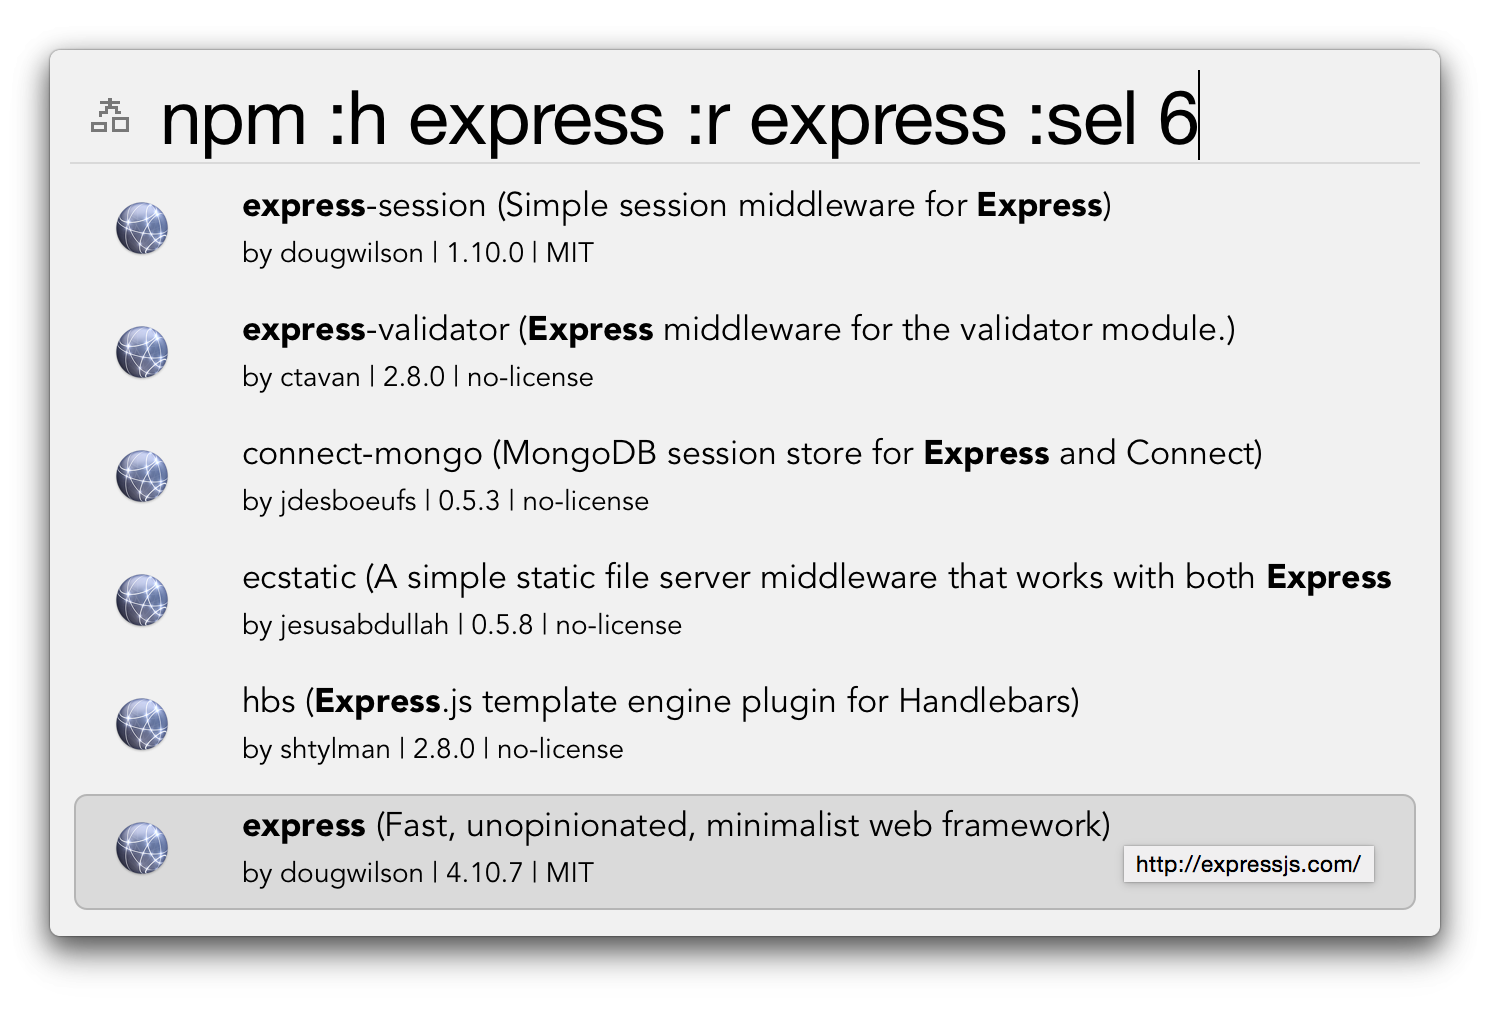 npm :h express :r express :sel 6
express-session (Simple session middleware for Express)
by dougwilson | 1.10.0 | MIT
express-validator (Express middleware for the validator module.)
by ctavan | 2.8.0 | no-license
connect-mongo (MongoDB session store for Express and Connect)
by jdesboeufs | 0.5.3 | no-license
ecstatic (A simple static file server middleware that works with both Express
by jesusabdullah | 0.5.8 | no-license
hbs (Express.js template engine plugin for Handlebars)
by shtylman | 2.8.0 | no-license
express (Fast, unopinionated, minimalist web framework)
by dougwilson | 4.10.7 | MIT
http://expressjs.com/